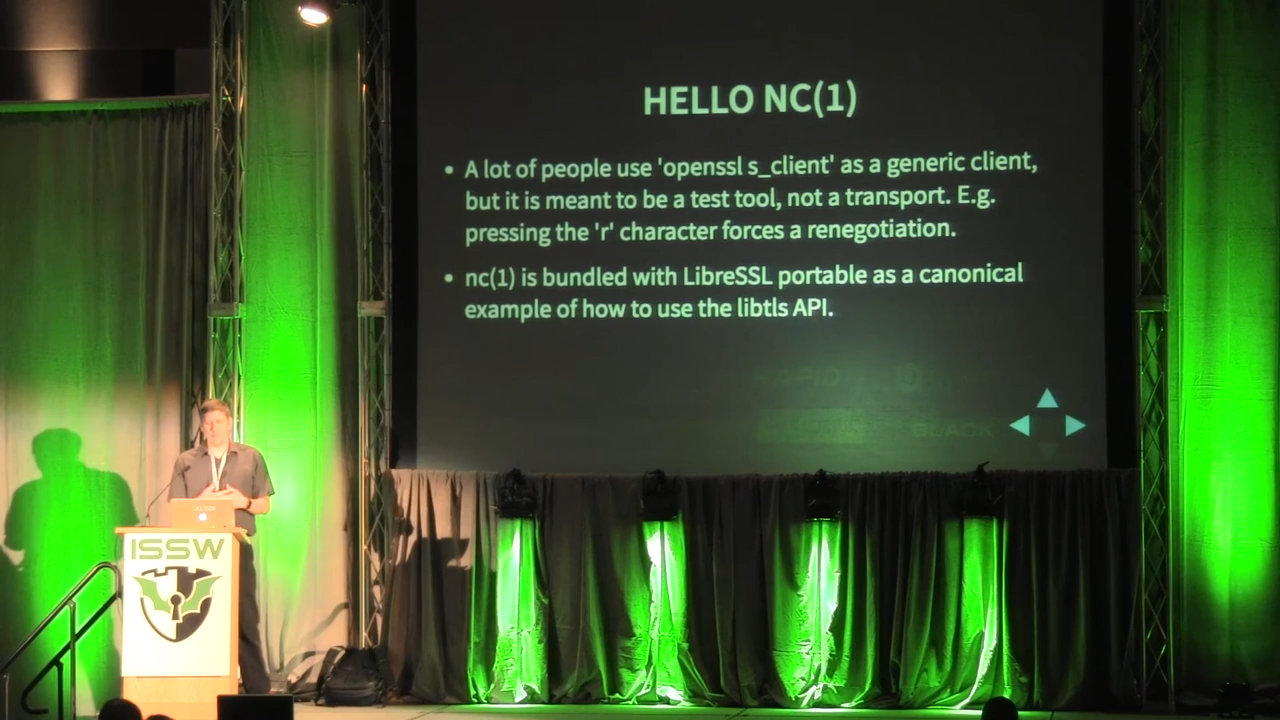 HELLO NC(1)
• A lot of people use 'openssl s_client' as a generic client,
but it is meant to be a test tool, not a transport. E.g.
pressing the 'r' character forces a renegotiation.
• nc(1) is bundled with LibreSSL portable as a canonical
example of how to use the libtls API.
BLACK
ISSW